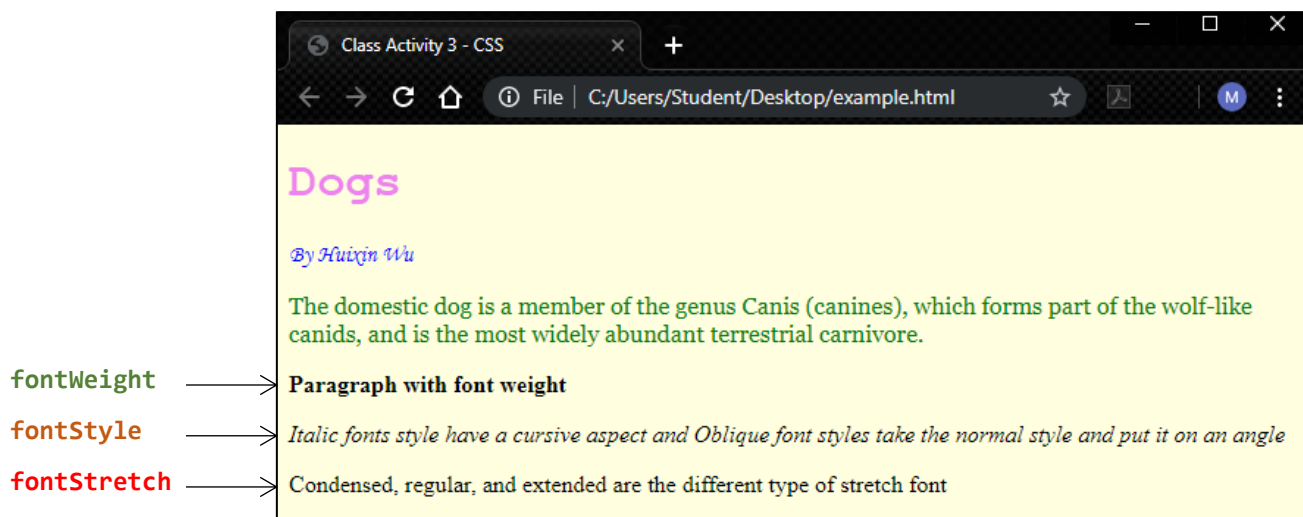 Class Activity 3 - CSS
File C:/Users/Student/Desktop/example.html
M
Dogs
By Huixin Wu
The domestic dog is a member of the genus Canis (canines), which forms part of the wolf-like
canids, and is the most widely abundant terrestrial carnivore.
fontWeight Paragraph with font weight
fontStyle Italic fonts style have a cursive aspect and Oblique font styles take the normal style and put it on an angle
fontStretch Condensed, regular, and extended are the different type of stretch font